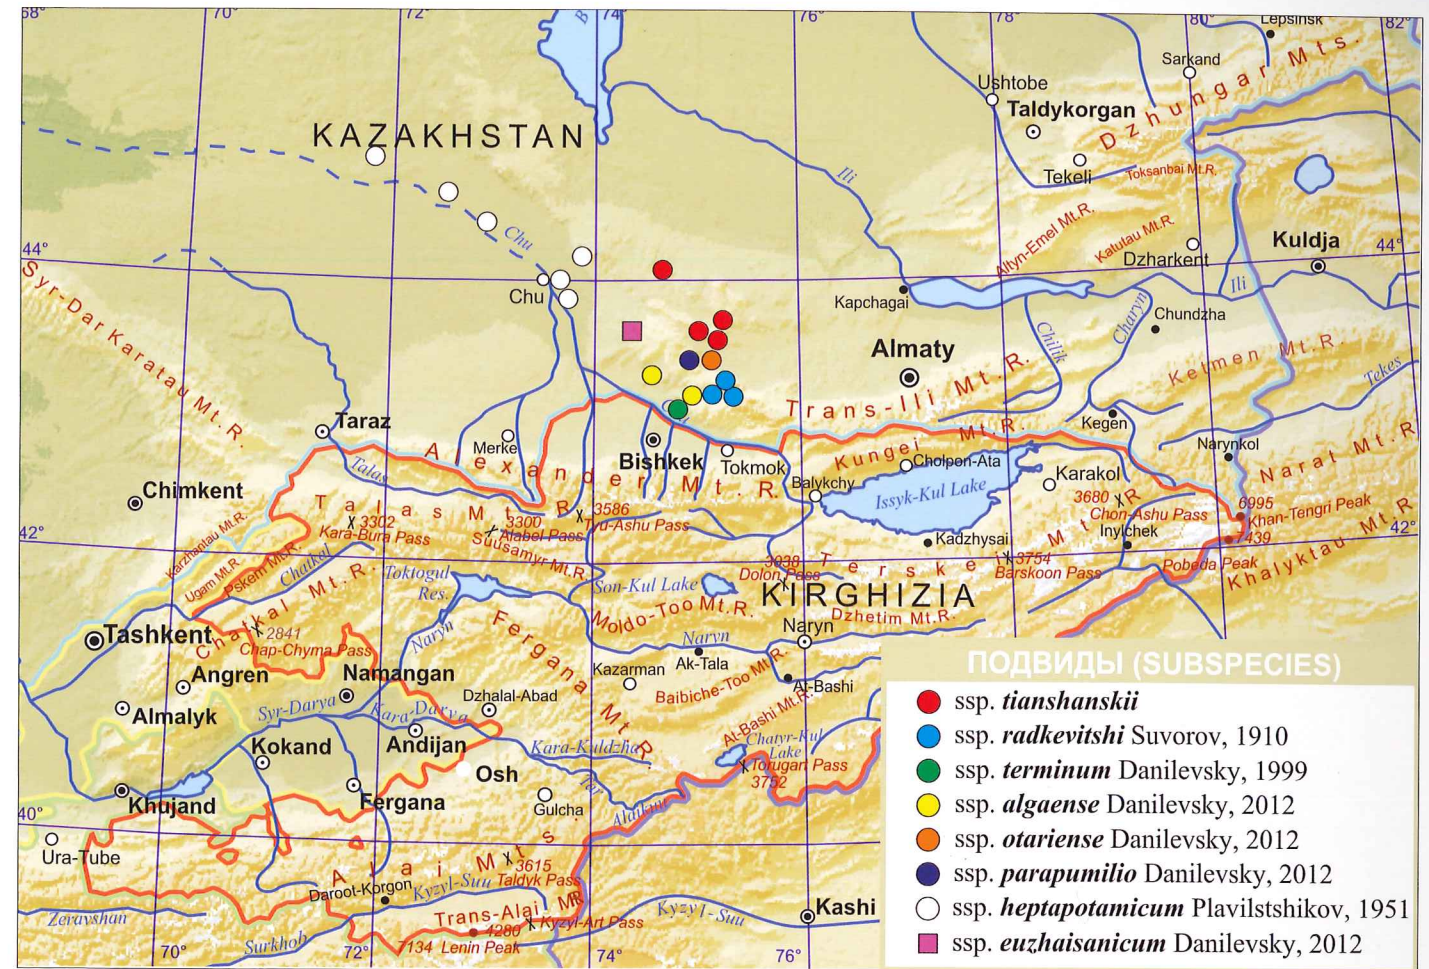 68° 70° 72° 74° 76° 78° 80° 82°
Lepsinsk
Sarkand
Ushtobe
Taldykorgan
Dzhungar Mts.
KAZAKHSTAN
Tekeli
Toksanbai Mt.R.
Ili
Altyn-Emel Mt.R.
Katutau Mt.R.
Chu
Kuldja
44° 44°
Dzharkent
Syr-Dar Karatau Mt.R.
Chu
Kapchagai
Ili
Charyn
Chundzha
Chilik
Almaty
Ketmen Mt.R.
Tekes
Trans-Ili Mt.R.
Taraz
Merke
Kegen
Kungei Mt.R.
Narynkol
Alexander Mt.R.
Bishkek
Tokmok
Cholpon-Ata
Narat Mt.R
Talas
Balykchy
Karakol
Chimkent
Issyk-Kul Lake
3680
Chon-Ashu Pass
6995
Khan-Tengri Peak
Talas Mt.R.
3302
Kara-Bura Pass
3300
Alabel Pass
3586
Tyu-Ashu Pass
42° 42°
Karzhantau Mt.R.
Suusamyr Mt.R.
Kadzhysai
Inylchek
7439
Pobeda Peak
Khalyktau Mt.R
Ugam Mt.R.
Pskem Mt.R.
Chatkal
Terskei Mt.R
3754
Barskoon Pass
3038
Dolon Pass
Toktogul
Res.
Son-Kul Lake
KIRGHIZIA
Chatkal Mt.R.
Moldo-Too Mt.R.
Dzhetim Mt.R.
Tashkent
2841
Chap-Chyma Pass
Naryn
Fergana Mt.R.
Naryn
Naryn
Angren
Namangan
Kazarman
Ak-Tala
Baibiche-Too Mt.R.
At-Bashi
Almalyk
Syr-Darya
Kara-Darya
Dzhalal-Abad
At-Bashi Mt.R.
Kokand
Andijan
Kara-Kuldzha
Chatyr-Kul
Lake
Torugart Pass
3752
Osh
Tar
Khujand
Fergana
Gulcha
Alaikuu
40°
Ura-Tube
Alai Mts.
3615
Taldyk Pass
Daroot-Korgon
Kyzyl-Suu
Zeravshan
Trans-Alai MR
4280
Kyzyl-Art Pass
Kyzyl-Suu
Kashi
Surkhob
7134 Lenin Peak
70° 72° 74° 76°
ПОДВИДЫ (SUBSPECIES)
ssp. tianshanskii
ssp. radkevitshi Suvorov, 1910
ssp. terminum Danilevsky, 1999
ssp. algaense Danilevsky, 2012
ssp. otariense Danilevsky, 2012
ssp. parapumilio Danilevsky, 2012
ssp. heptapotamicum Plavilstshikov, 1951
ssp. euzhaisanicum Danilevsky, 2012